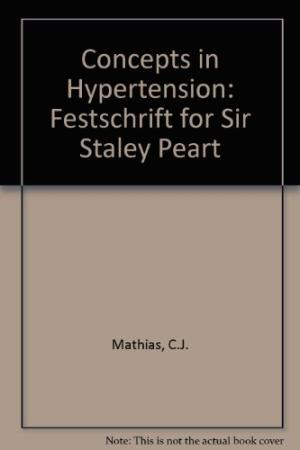 Concepts in
Hypertension:
Festschrift for Sir
Staley Peart
Mathias, C.J.
Note: This is not the actual book cover